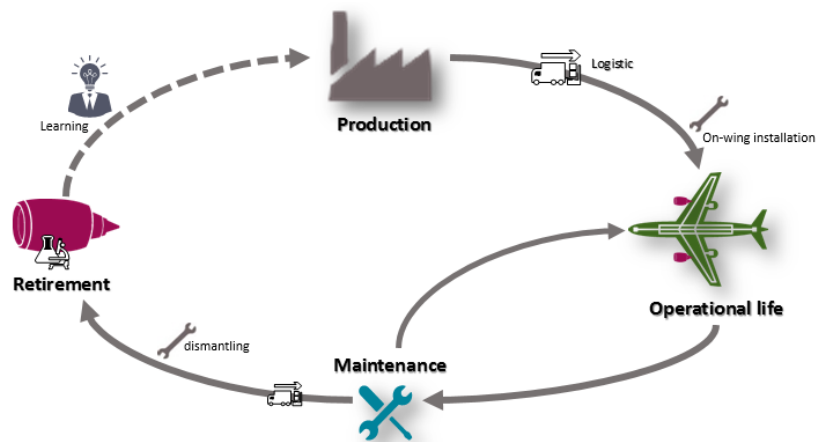 Logistic
Learning
Production
On-wing installation
Retirement
Operational life
dismantling
Maintenance